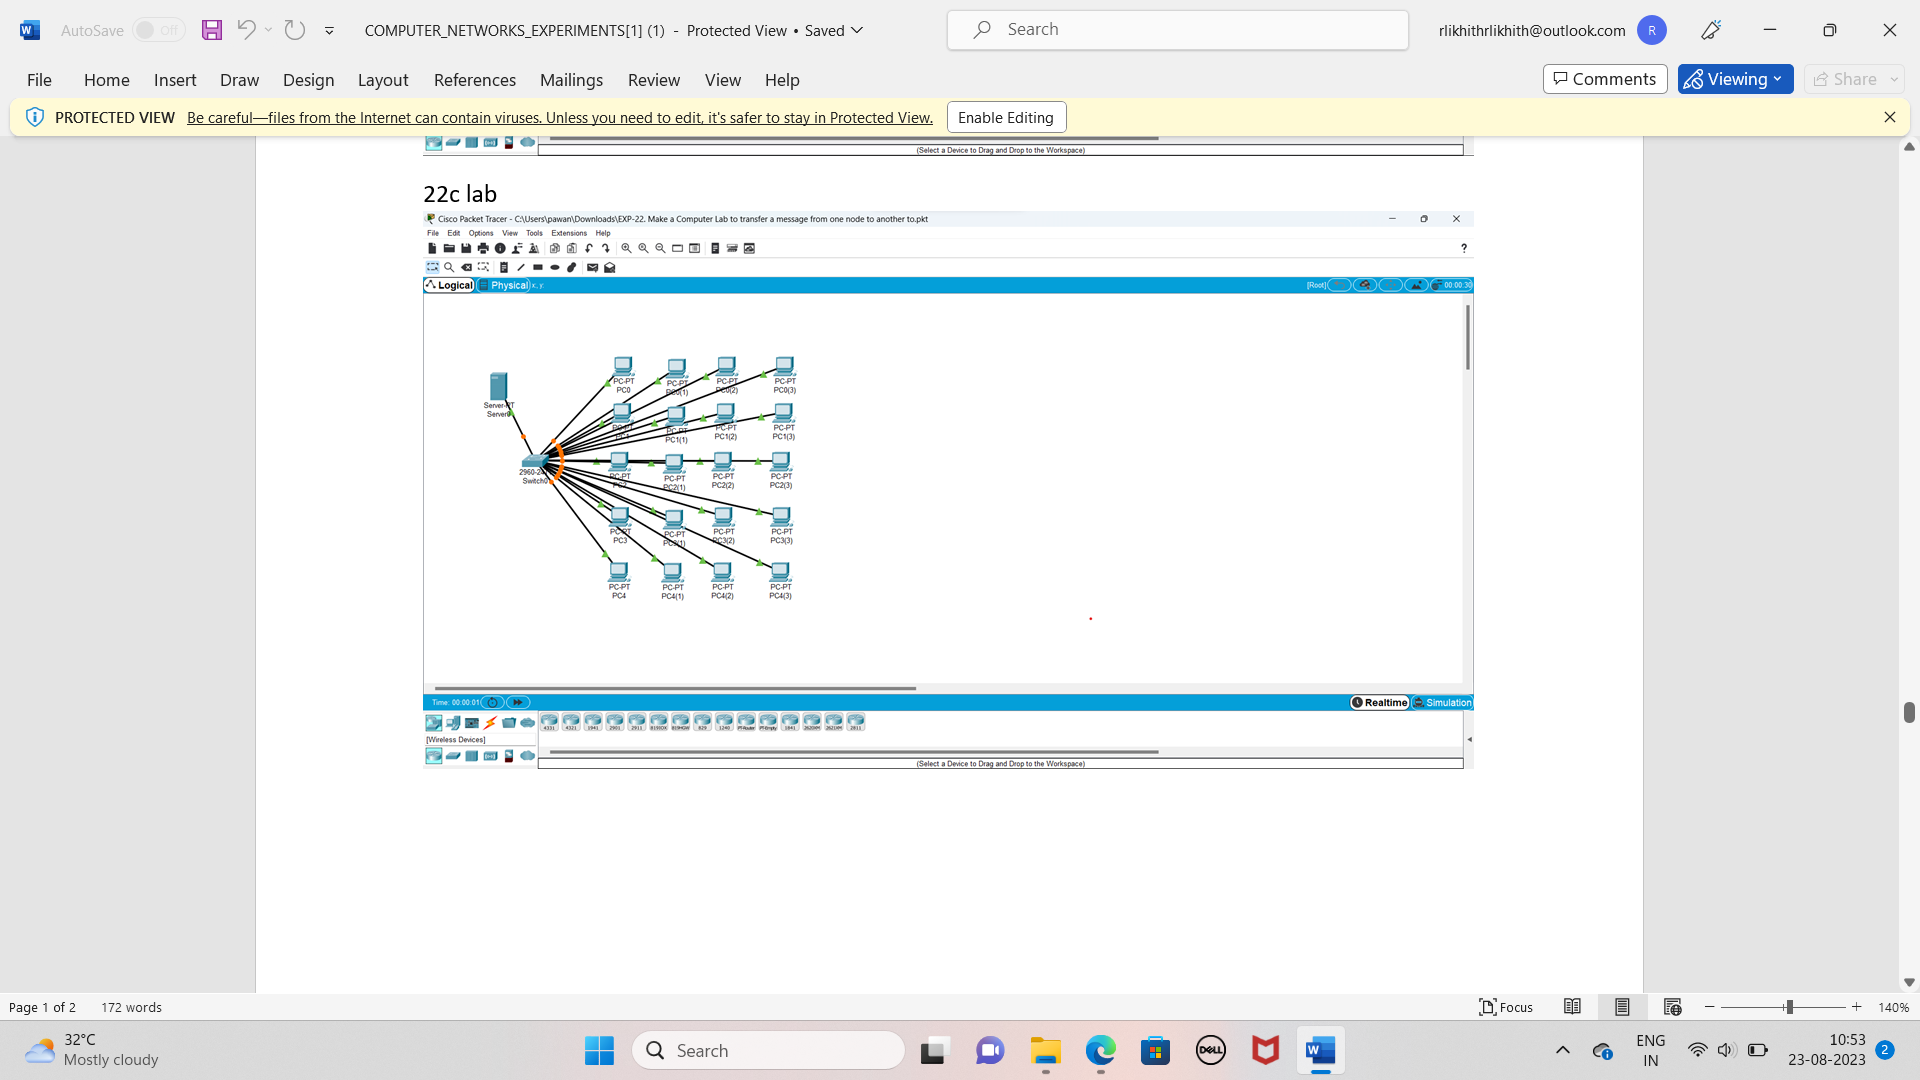 AutoSave Off COMPUTER_NETWORKS_EXPERIMENTS[1] (1) - Protected View • Saved Search rlikhithrlikhith@outlook.com R
File Home Insert Draw Design Layout References Mailings Review View Help Comments Viewing Share
PROTECTED VIEW Be careful—files from the Internet can contain viruses. Unless you need to edit, it's safer to stay in Protected View. Enable Editing
(Select a Device to Drag and Drop to the Workspace)
22c lab
Cisco Packet Tracer - C:\Users\pawan\Downloads\EXP-22. Make a Computer Lab to transfer a message from one node to another to.pkt
File Edit Options View Tools Extensions Help
?
Logical Physical x, y: [Root] 00:00:30
PC-PT PC-PT PC-PT PC-PT
PC0 PC0(1) PC0(2) PC0(3)
Server-PT
Server0
PC-PT PC-PT PC-PT PC-PT
PC1 PC1(1) PC1(2) PC1(3)
2960-24
Switch0
PC-PT PC-PT PC-PT PC-PT
PC2 PC2(1) PC2(2) PC2(3)
PC-PT PC-PT PC-PT PC-PT
PC3 PC3(1) PC3(2) PC3(3)
PC-PT PC-PT PC-PT PC-PT
PC4 PC4(1) PC4(2) PC4(3)
Time: 00:00:01 Realtime Simulation
4331 4321 1941 2901 2911 819IOX 819HGW 829 1240 PT-Router PT-Empty 1841 2620XM 2621XM 2811
[Wireless Devices]
(Select a Device to Drag and Drop to the Workspace)
Page 1 of 2 172 words Focus 140%
32°C
Mostly cloudy
Search
DELL
W
ENG
IN
10:53
23-08-2023
2